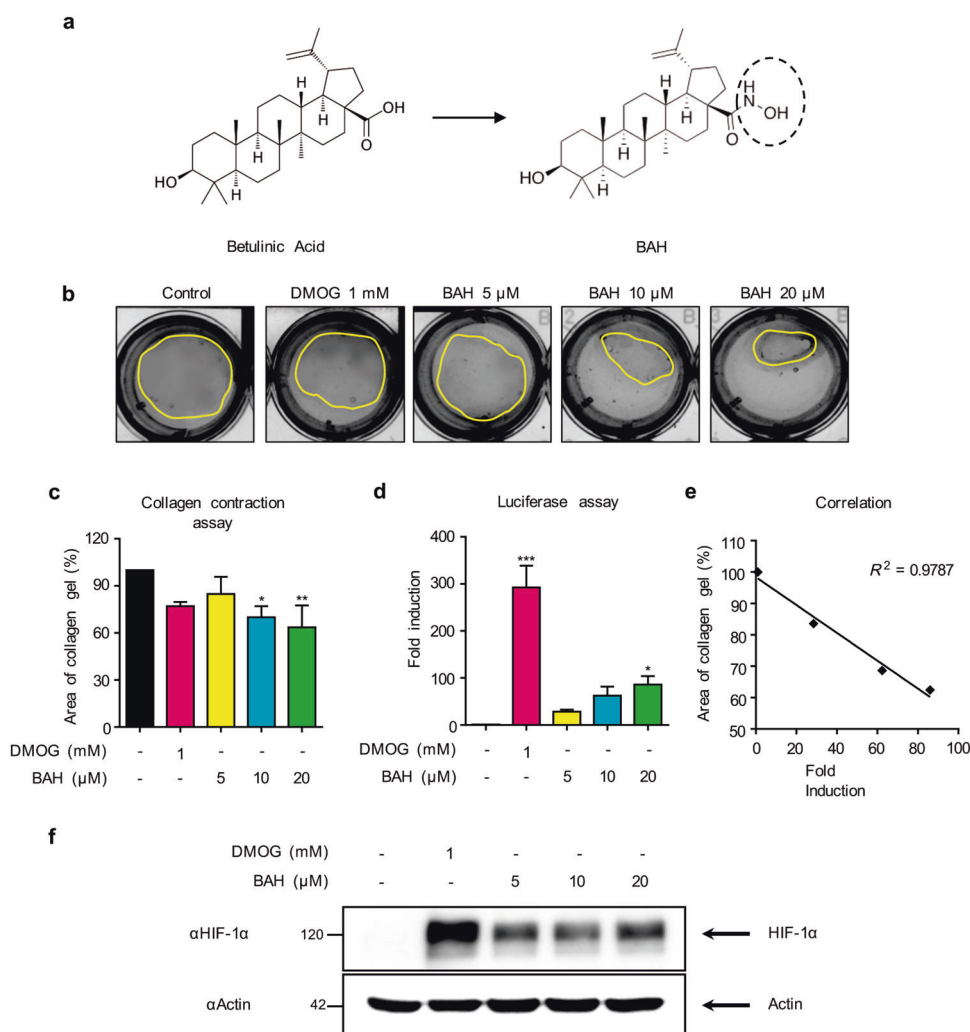 a
H
OH
O
H
H
HO
H
Betulinic Acid
H
H
N
OH
O
H
H
HO
H
BAH
b
Control
DMOG 1 mM
BAH 5 µM
BAH 10 µM
BAH 20 µM
B
2
B
3
c
Collagen contraction
assay
Area of collagen gel (%)
120
90
60
30
0
*
**
DMOG (mM) - 1 - - -
BAH (µM) - - 5 10 20
d
Luciferase assay
Fold induction
400
300
200
100
0
***
*
DMOG (mM) - 1 - - -
BAH (µM) - - 5 10 20
e
Correlation
Area of collagen gel (%)
R² = 0.9787
110
100
90
80
70
60
50
0 20 40 60 80 100
Fold
Induction
f
DMOG (mM) - 1 - - -
BAH (µM) - - 5 10 20
αHIF-1α 120 HIF-1α
αActin 42 Actin